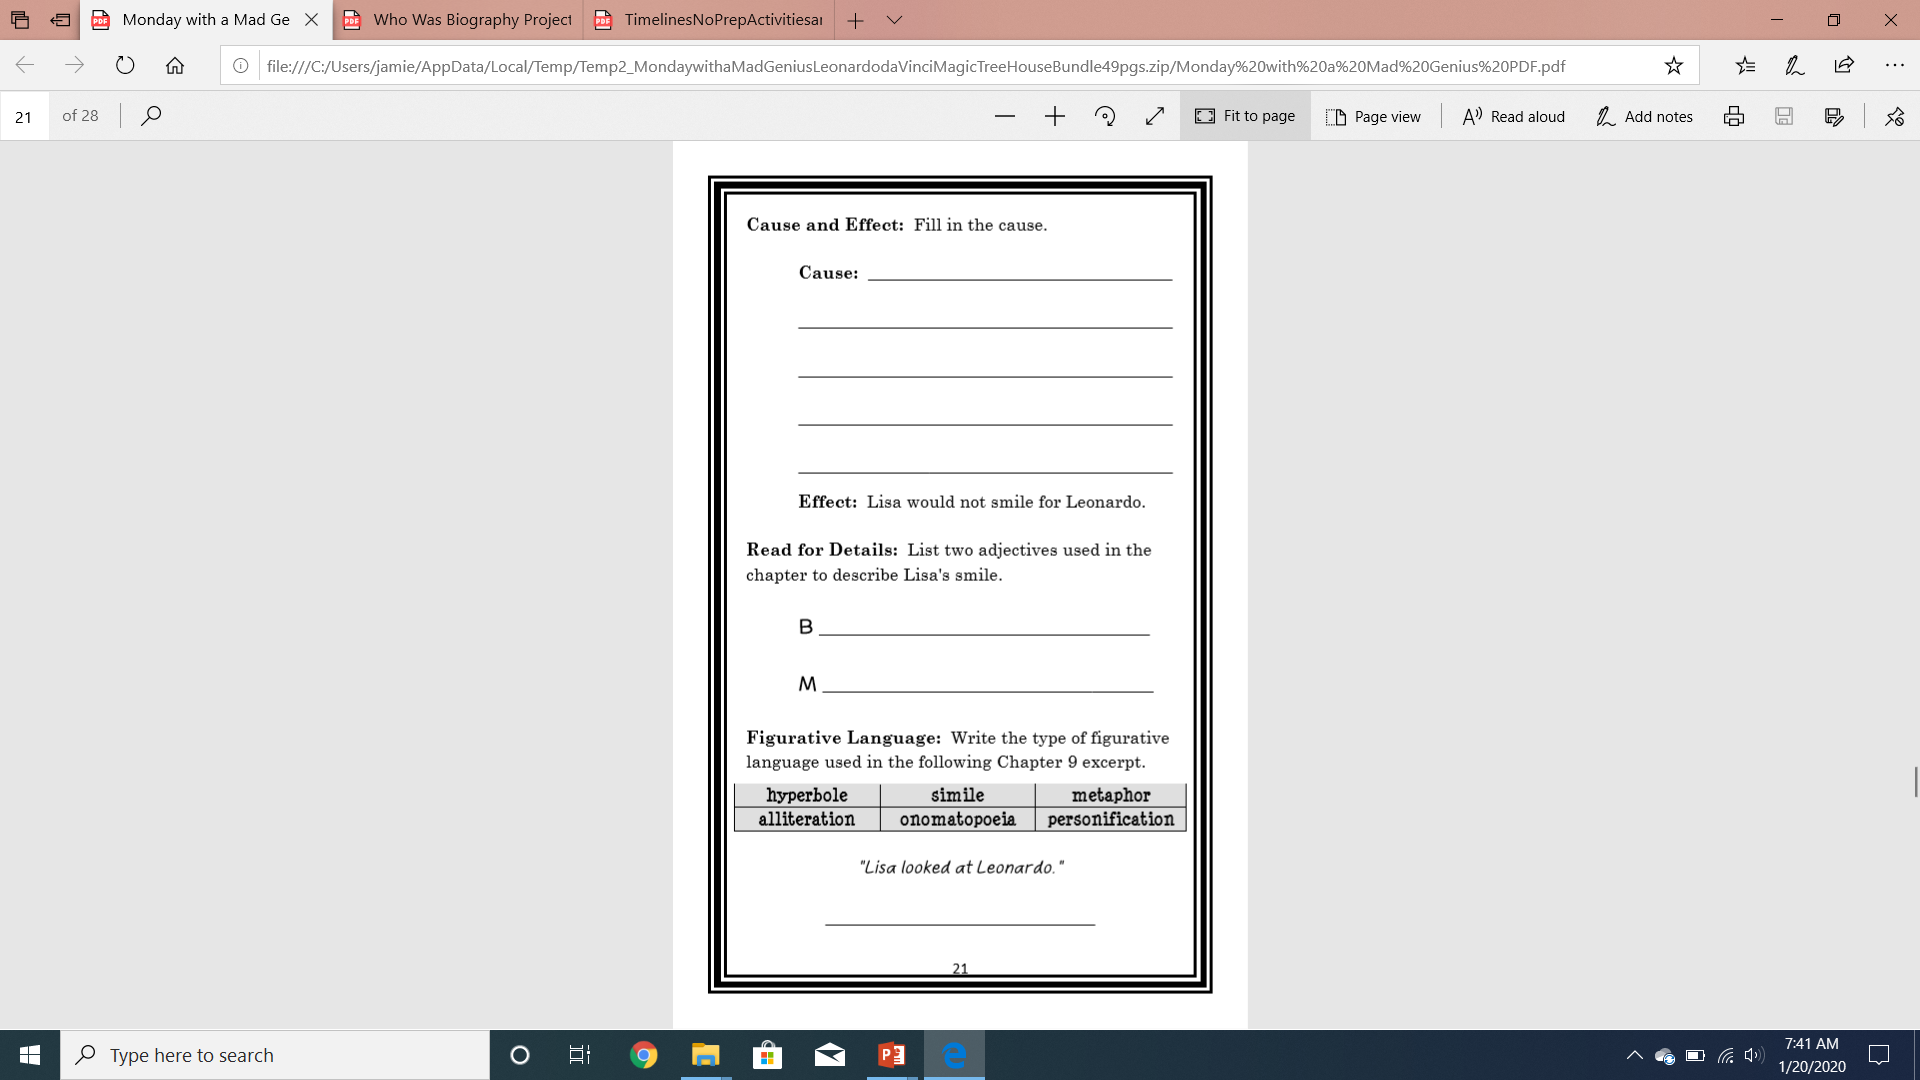 Monday with a Mad Ge
Who Was Biography Project
TimelinesNoPrepActivitiesar
file:///C:/Users/jamie/AppData/Local/Temp/Temp2_MondaywithaMadGeniusLeonardodaVinciMagicTreeHouseBundle49pgs.zip/Monday%20with%20a%20Mad%20Genius%20PDF.pdf
21 of 28
Fit to page
Page view
Read aloud
Add notes
Cause and Effect: Fill in the cause.
Cause:
Effect: Lisa would not smile for Leonardo.
Read for Details: List two adjectives used in the
chapter to describe Lisa's smile.
B
M
Figurative Language: Write the type of figurative
language used in the following Chapter 9 excerpt.
hyperbole simile metaphor
alliteration onomatopoeia personification
"Lisa looked at Leonardo."
21
Type here to search
7:41 AM
1/20/2020